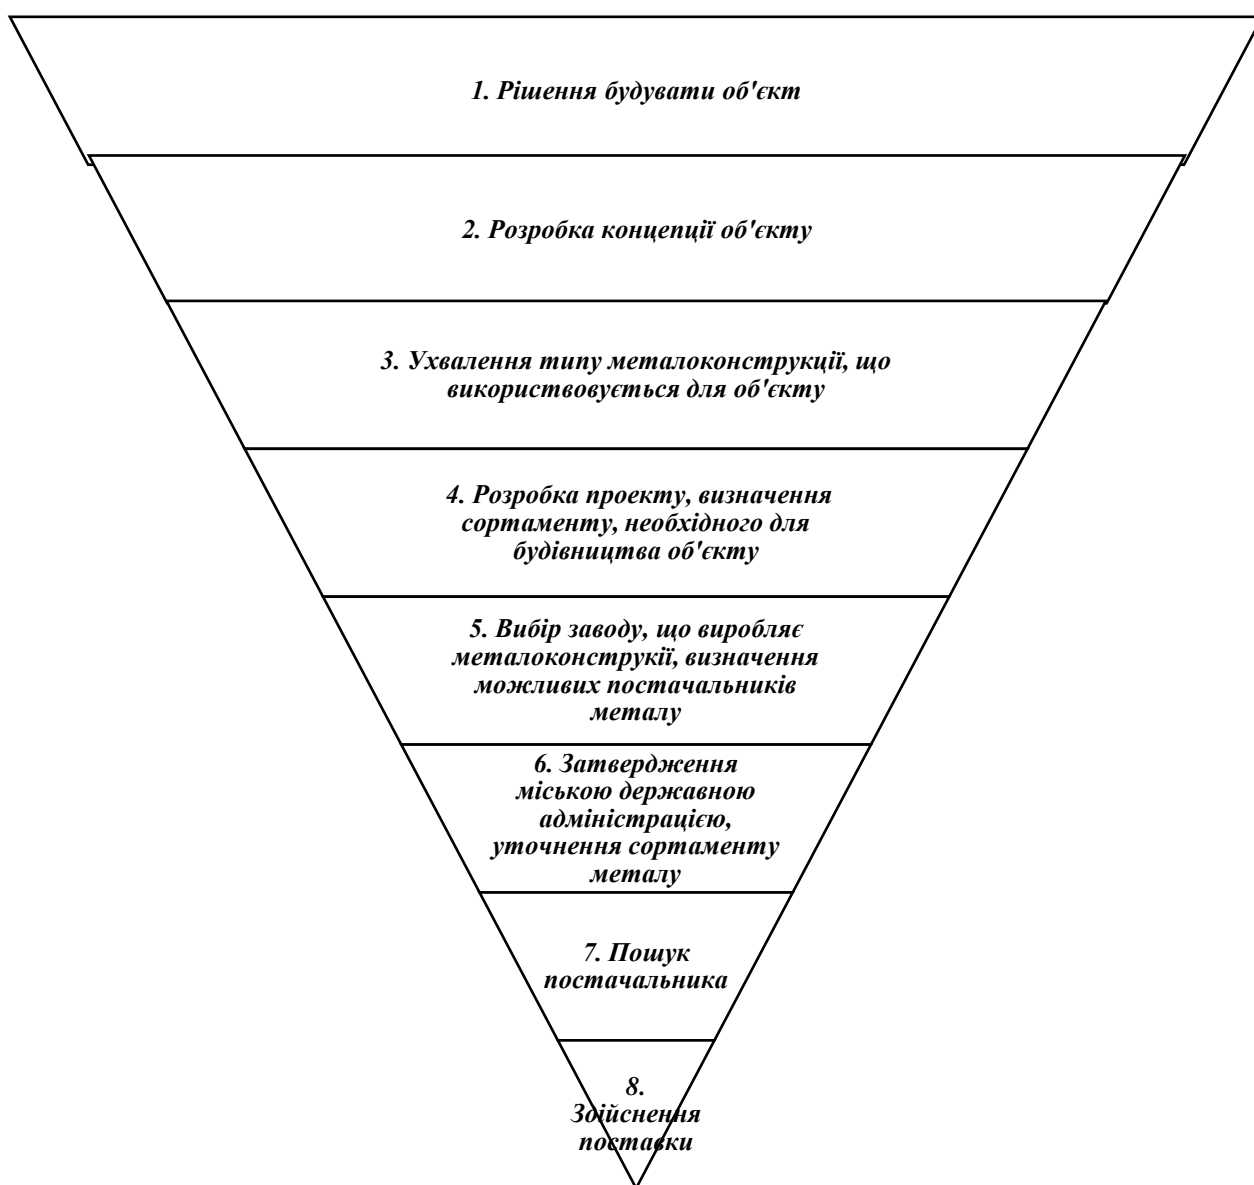 1. Рішення будувати об'єкт
2. Розробка концепції об'єкту
3. Ухвалення типу металоконструкції, що
використвовується для об'єкту
4. Розробка проекту, визначення
сортаменту, необхідного для
будівництва об'єкту
5. Вибір заводу, що виробляє
металоконструкії, визначення
можливих постачальників
металу
6. Затвердження
міською державною
адміністрацією,
уточнення сортаменту
металу
7. Пошук
постачальника
8.
Здійснення
поставки